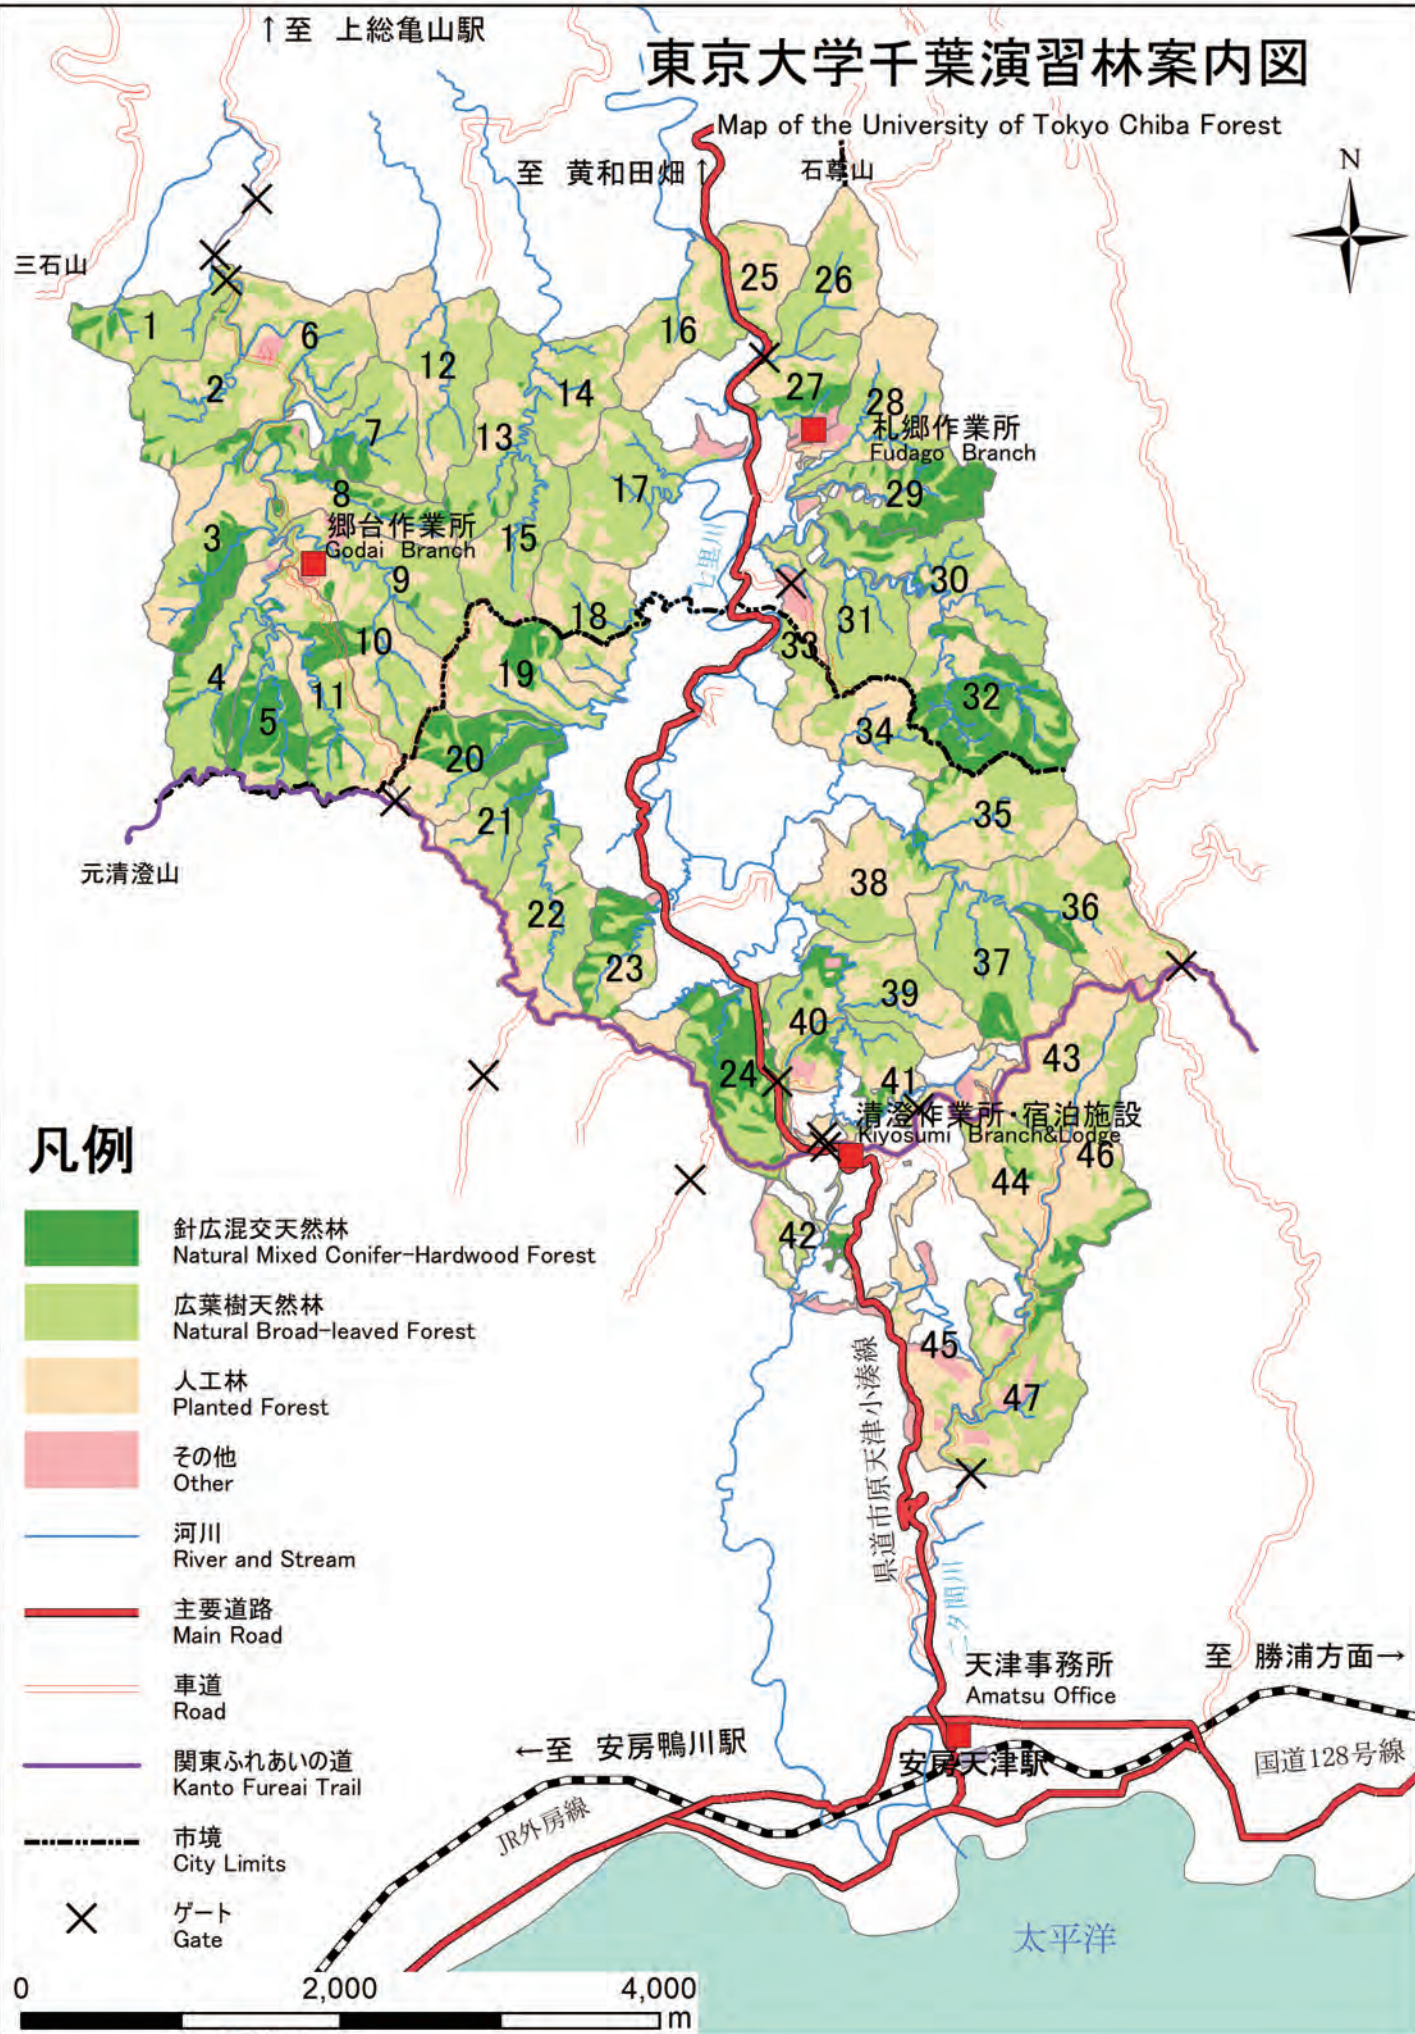 ↑至 上総亀山駅
東京大学千葉演習林案内図
Map of the University of Tokyo Chiba Forest
至 黄和田畑↑
石尊山
N
三石山
25
26
1
6
16
12
2
14
27
28
7
13
札郷作業所
Fudago Branch
17
29
8
3
郷台作業所
Godai Branch
15
9
30
18
31
10
33
4
19
32
11
5
34
20
21
35
元清澄山
38
36
22
37
23
39
40
43
24
41
清澄作業所・宿泊施設
Kiyosumi Branch&Lodge
46
44
42
45
47
県道市原天津小湊線
二タ間川
凡例
針広混交天然林
Natural Mixed Conifer-Hardwood Forest
広葉樹天然林
Natural Broad-leaved Forest
人工林
Planted Forest
その他
Other
河川
River and Stream
主要道路
Main Road
車道
Road
関東ふれあいの道
Kanto Fureai Trail
市境
City Limits
ゲート
Gate
天津事務所
Amatsu Office
至 勝浦方面→
←至 安房鴨川駅
安房天津駅
国道128号線
JR外房線
太平洋
0 2,000 4,000
m